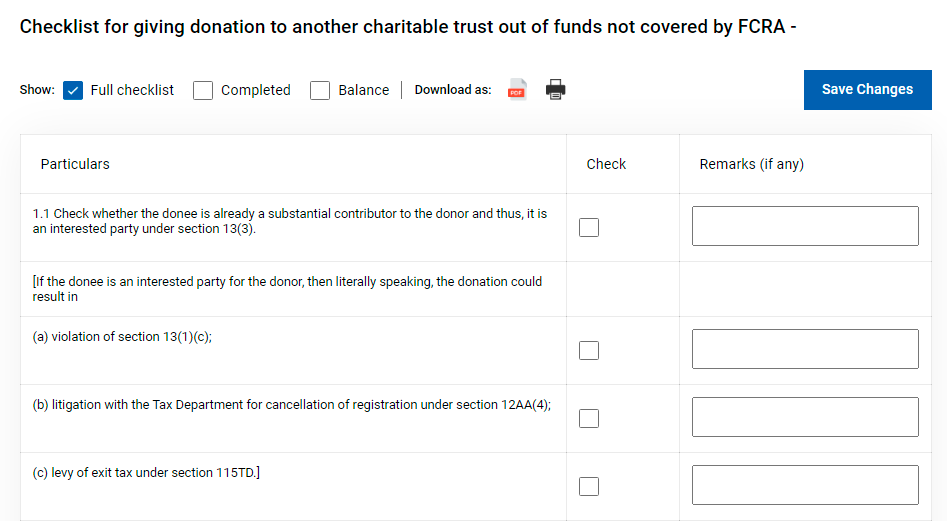 Checklist for giving donation to another charitable trust out of funds not covered by FCRA -
Show: Full checklist Completed Balance Download as: PDF Save Changes
Particulars Check Remarks (if any)
1.1 Check whether the donee is already a substantial contributor to the donor and thus, it is
an interested party under section 13(3).
[If the donee is an interested party for the donor, then literally speaking, the donation could
result in
(a) violation of section 13(1)(c);
(b) litigation with the Tax Department for cancellation of registration under section 12AA(4);
(c) levy of exit tax under section 115TD.]